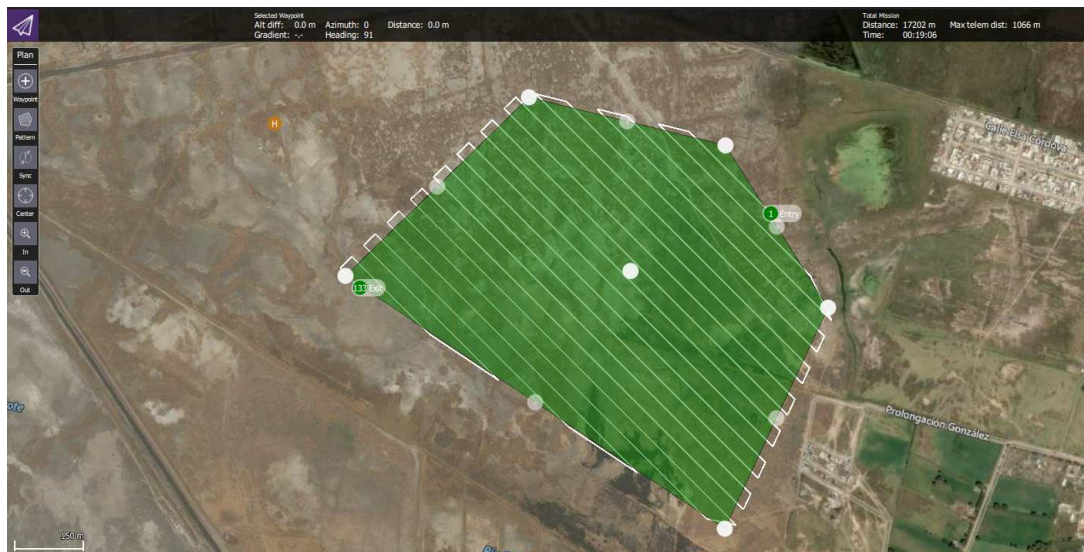 Selected Waypoint
Alt diff: 0.0 m Azimuth: 0 Distance: 0.0 m
Gradient: -.- Heading: 91
Total Mission
Distance: 17202 m Max telem dist: 1066 m
Time: 00:19:06
Plan
Waypoint
Pattern
Sync
Center
In
Out
H
Calle Elza Córdova
1 Entry
133 Exit
Prolongación González
150 m